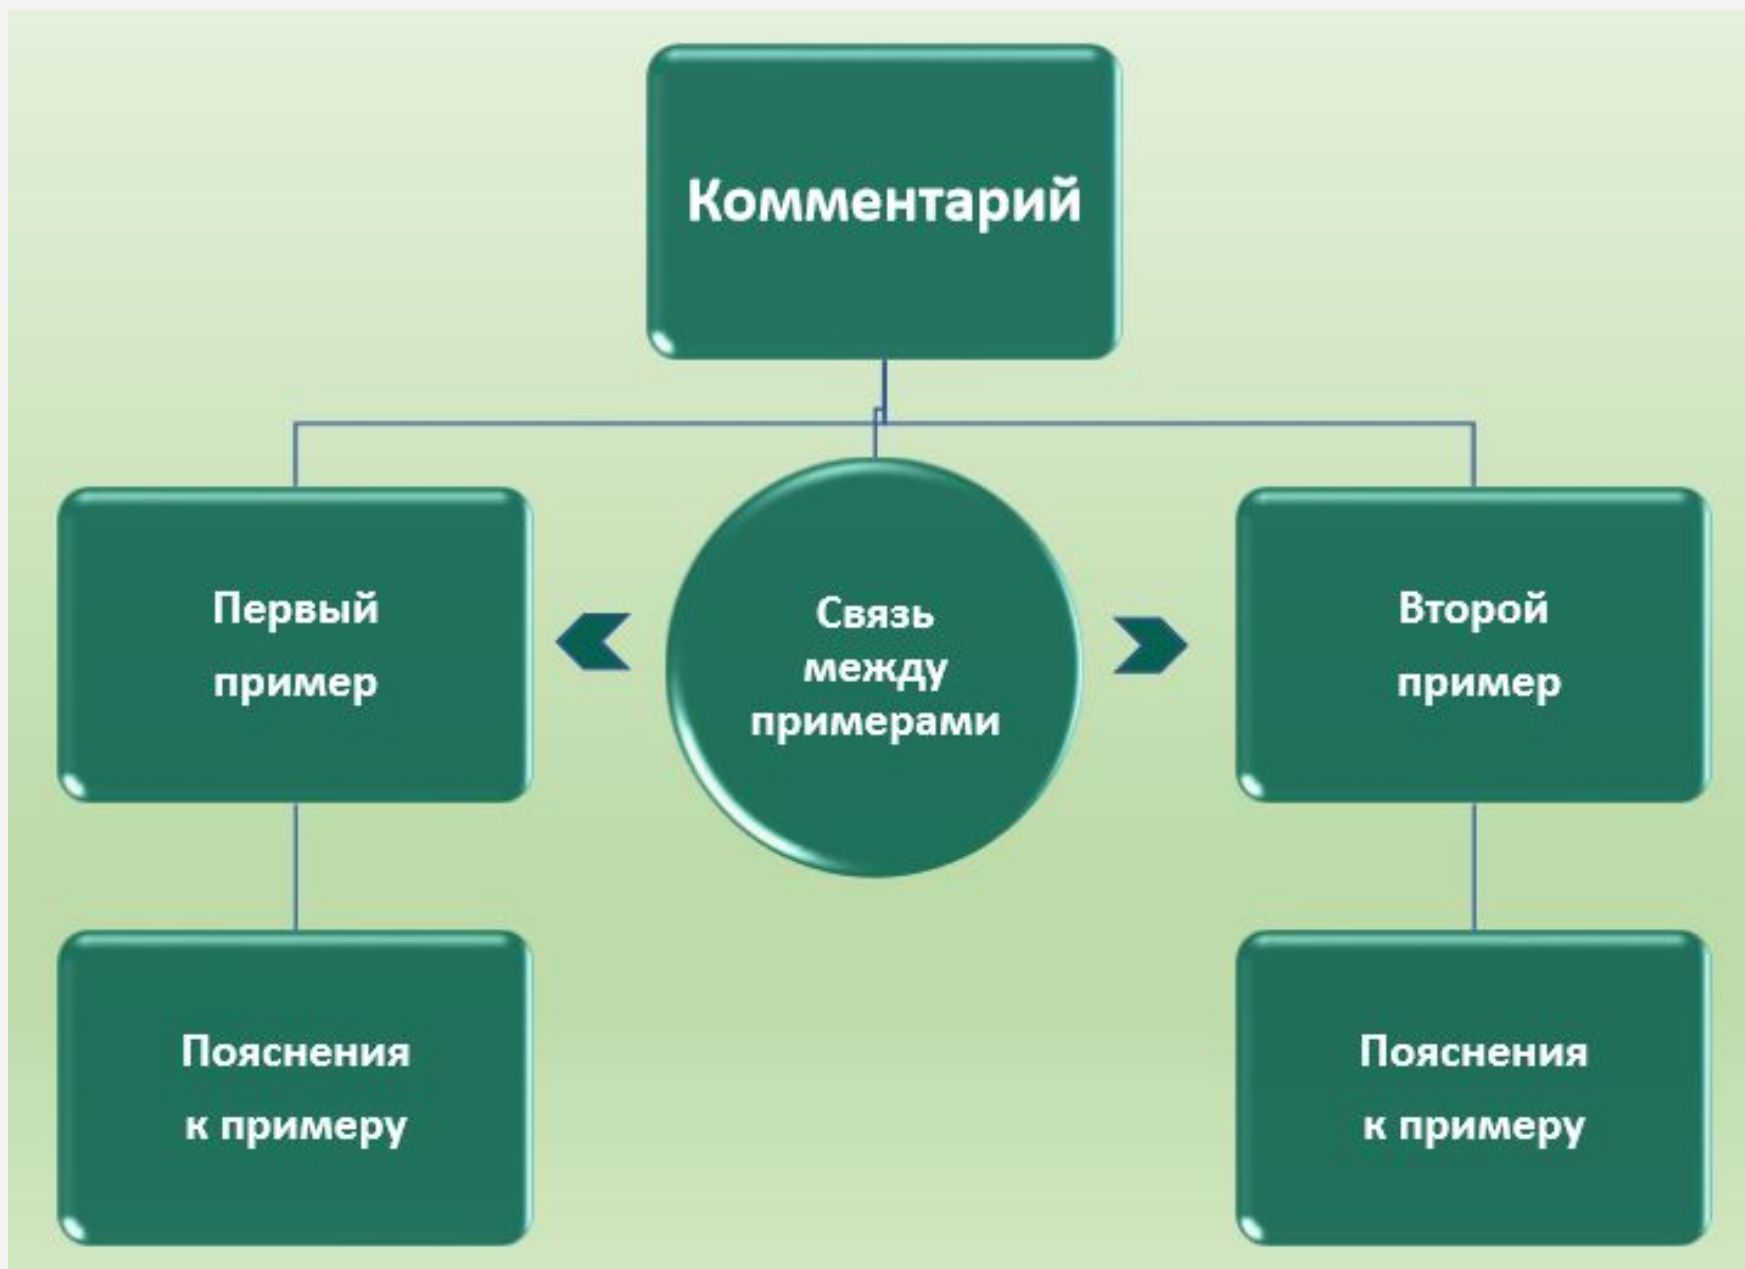 Комментарий
Первый
пример
Связь
между
примерами
Второй
пример
Пояснения
к примеру
Пояснения
к примеру